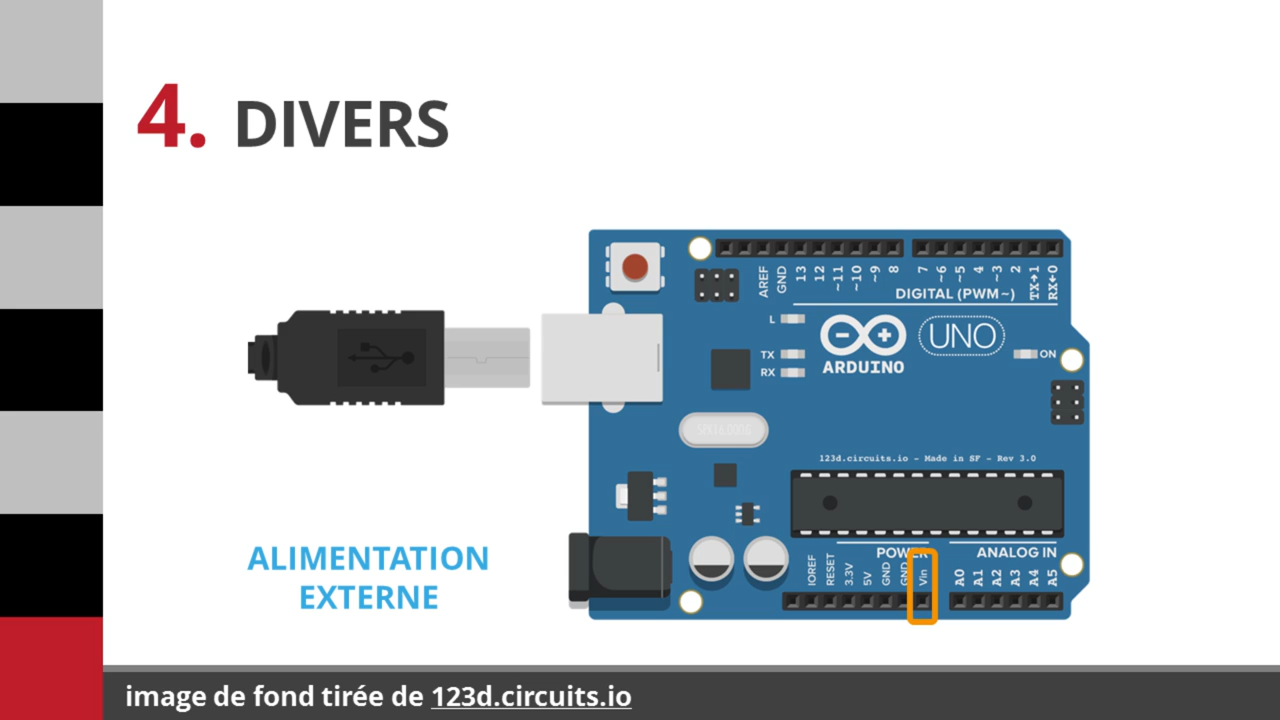 4. DIVERS
AREF
GND
13
12
~11
~10
~9
8
7
~6
~5
4
~3
2
TX→1
RX←0
DIGITAL (PWM~)
L
TX
RX
UNO
ARDUINO
ON
SPK16.000G
123d.circuits.io - Made in SF - Rev 3.0
POWER
ANALOG IN
IOREF
RESET
3.3V
5V
GND
GND
Vin
A0
A1
A2
A3
A4
A5
ALIMENTATION
EXTERNE
image de fond tirée de 123d.circuits.io